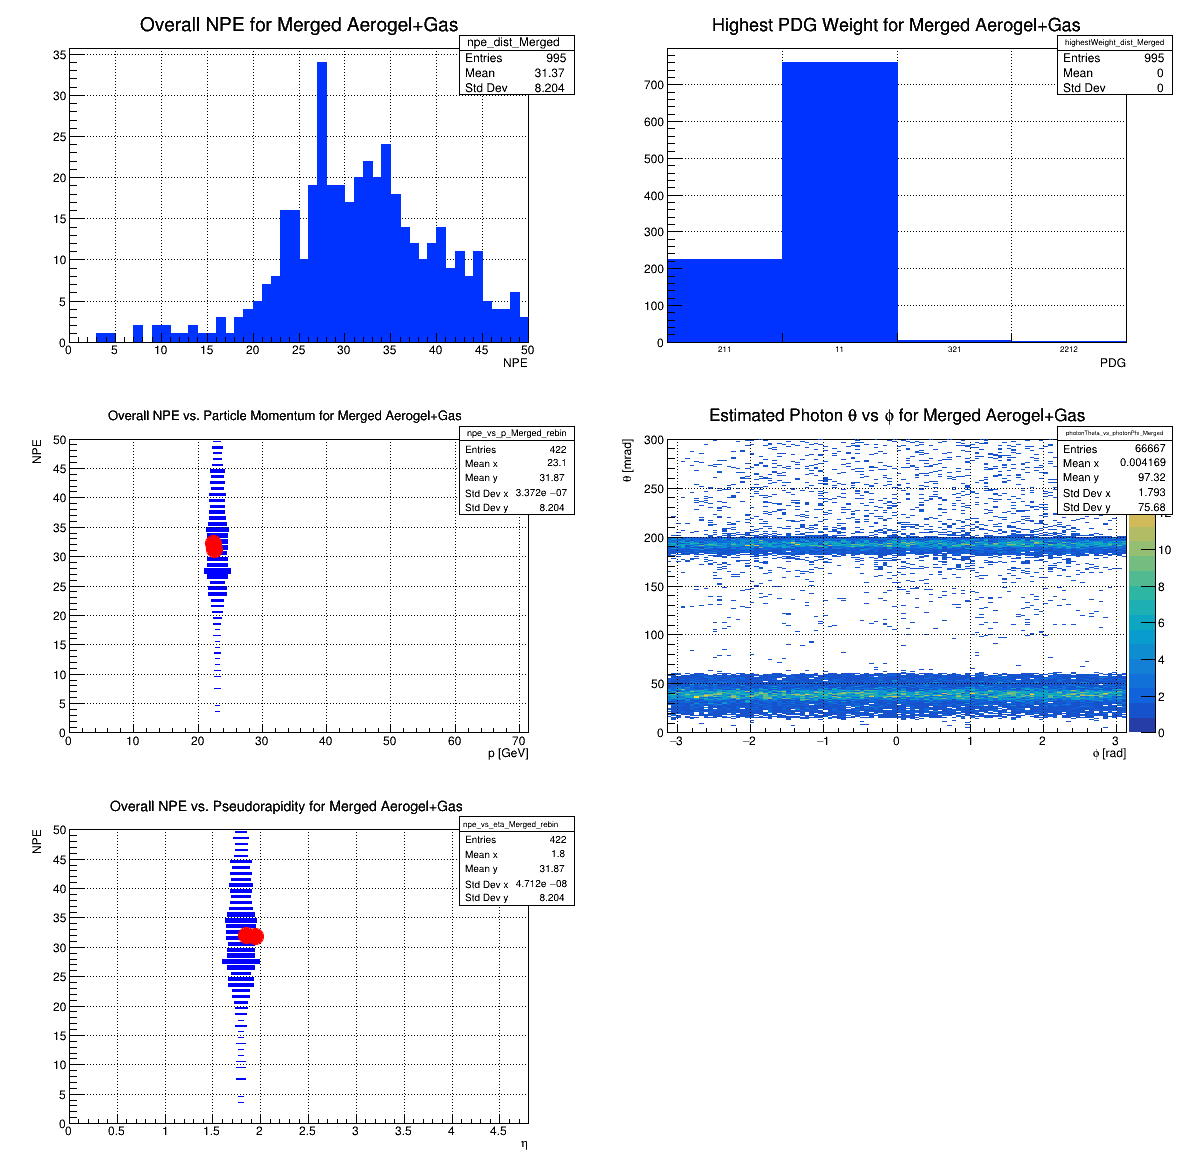 Overall NPE for Merged Aerogel+Gas
npe_dist_Merged
Entries 995
Mean 31.37
Std Dev 8.204
35
30
25
20
15
10
5
0
0 5 10 15 20 25 30 35 40 45 50
NPE
Highest PDG Weight for Merged Aerogel+Gas
highestWeight_dist_Merged
Entries 995
Mean 0
Std Dev 0
700
600
500
400
300
200
100
0
211 11 321 2212
PDG
Overall NPE vs. Particle Momentum for Merged Aerogel+Gas
npe_vs_p_Merged_rebin
Entries 422
Mean x 23.1
Mean y 31.87
Std Dev x 3.372e −07
Std Dev y 8.204
NPE
50
45
40
35
30
25
20
15
10
5
0
0 10 20 30 40 50 60 70
p [GeV]
Estimated Photon θ vs ϕ for Merged Aerogel+Gas
photonTheta_vs_photonPhi_Merged
Entries 66667
Mean x 0.004169
Mean y 97.32
Std Dev x 1.793
Std Dev y 75.68
θ [mrad]
300
250
200
150
100
50
0
−3 −2 −1 0 1 2 3
ϕ [rad]
10
8
6
4
2
0
Overall NPE vs. Pseudorapidity for Merged Aerogel+Gas
npe_vs_eta_Merged_rebin
Entries 422
Mean x 1.8
Mean y 31.87
Std Dev x 4.712e −08
Std Dev y 8.204
NPE
50
45
40
35
30
25
20
15
10
5
0
0 0.5 1 1.5 2 2.5 3 3.5 4 4.5
η